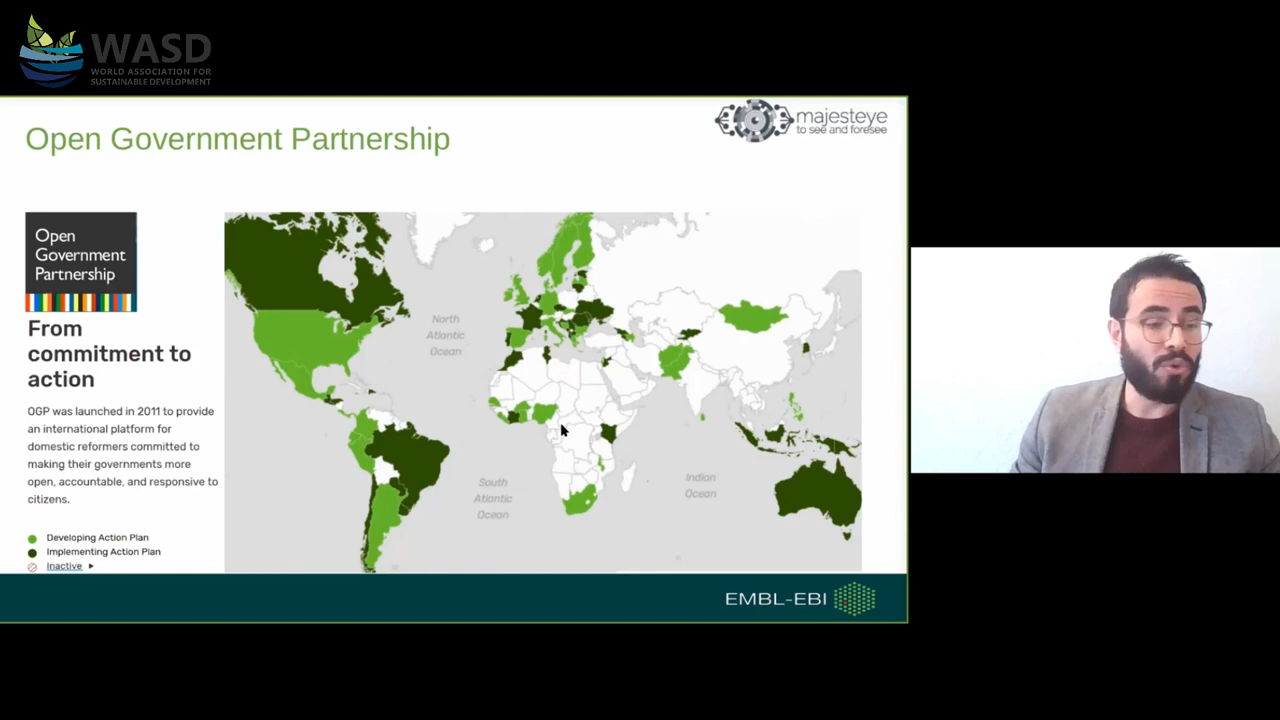 WASD
WORLD ASSOCIATION FOR
SUSTAINABLE DEVELOPMENT
Open Government Partnership
majesteye
to see and foresee
Open
Government
Partnership
From
commitment to
action
OGP was launched in 2011 to provide
an international platform for
domestic reformers committed to
making their governments more
open, accountable, and responsive to
citizens.
Developing Action Plan
Implementing Action Plan
Inactive
North
Atlantic
Ocean
South
Atlantic
Ocean
Indian
Ocean
EMBL-EBI